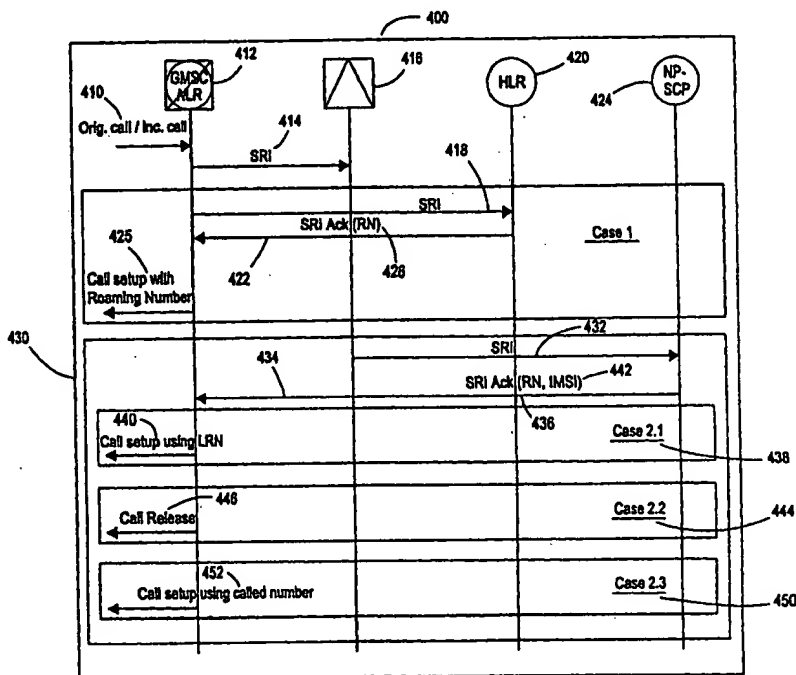 400
GMSC
/VLR
412
416
HLR
420
NP-
SCP
424
410
Orig. call / Inc. call
414
SRI
418
SRI
SRI Ack (RN)
Case 1
425
422
426
Call setup with
Roaming Number
430
SRI
432
434
SRI Ack (RN, IMSI)
442
436
440
Call setup using LRN
Case 2.1
438
446
Call Release
Case 2.2
444
452
Call setup using called number
Case 2.3
450